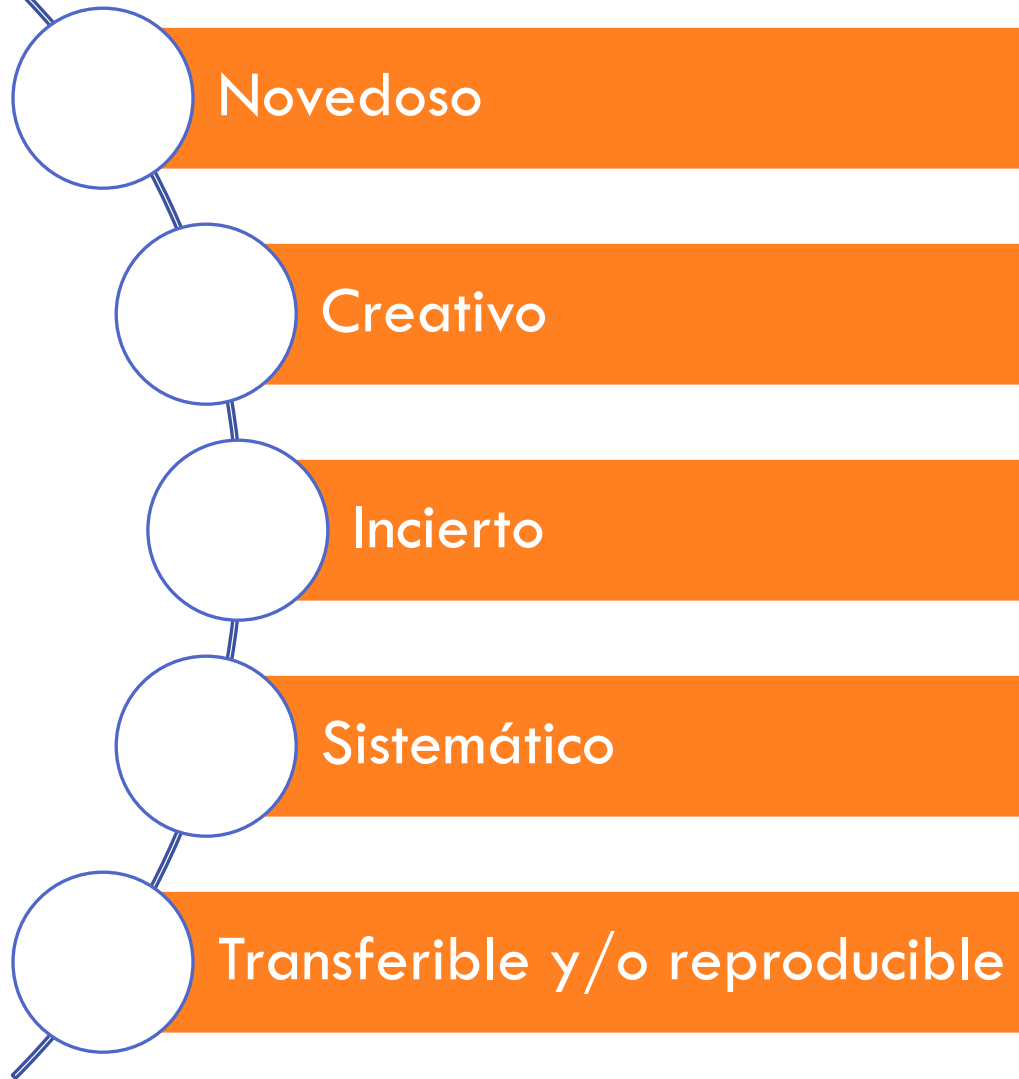 Novedoso
Creativo
Incierto
Sistemático
Transferible y/o reproducible